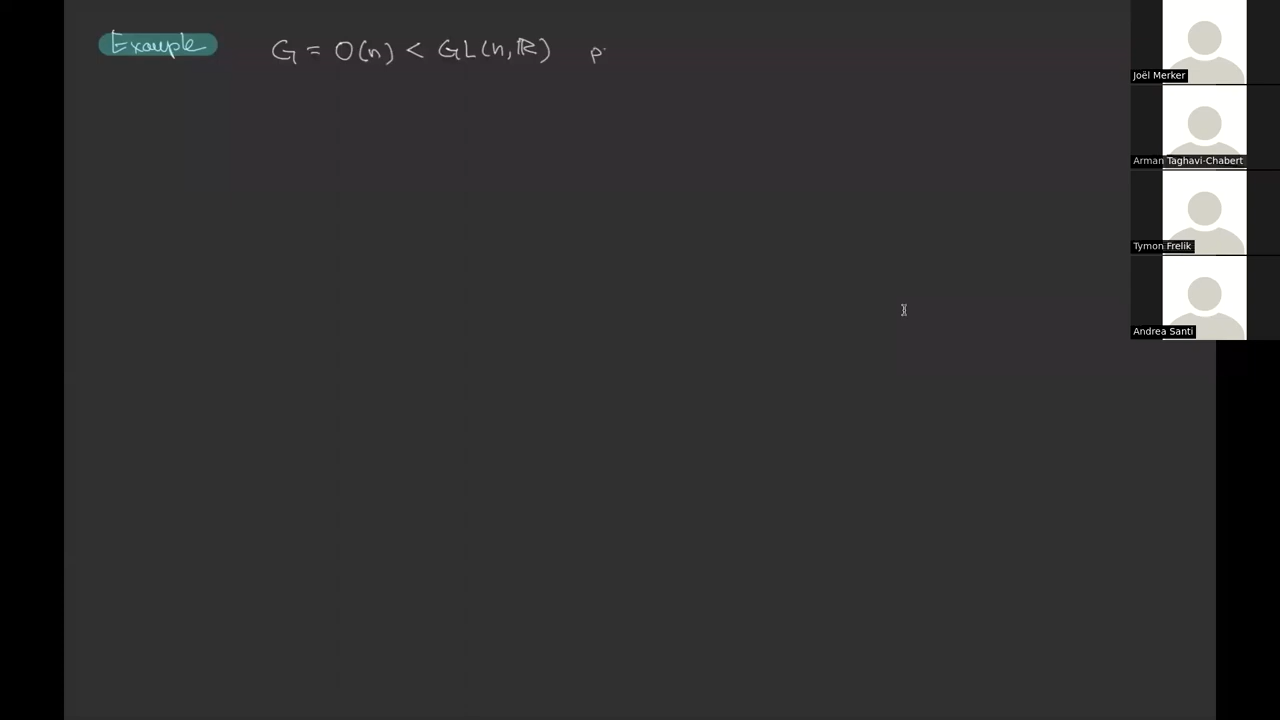 Example G = O(n) < GL(n, ℝ) p
Joël Merker
Arman Taghavi-Chabert
Tymon Frelik
Andrea Santi